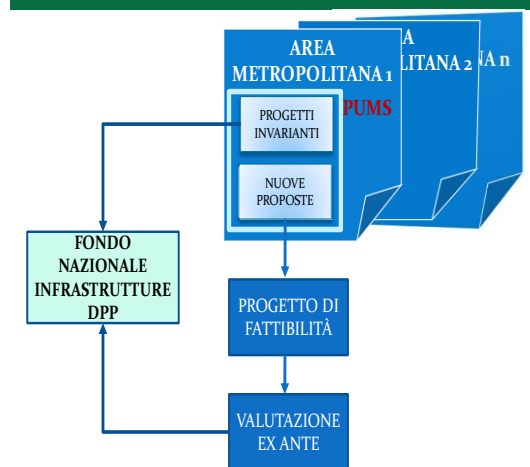 AREA
METROPOLITANA 1
A
LITANA 2
NA n
PUMS
PROGETTI
INVARIANTI
NUOVE
PROPOSTE
FONDO
NAZIONALE
INFRASTRUTTURE
DPP
PROGETTO DI
FATTIBILITÀ
VALUTAZIONE
EX ANTE